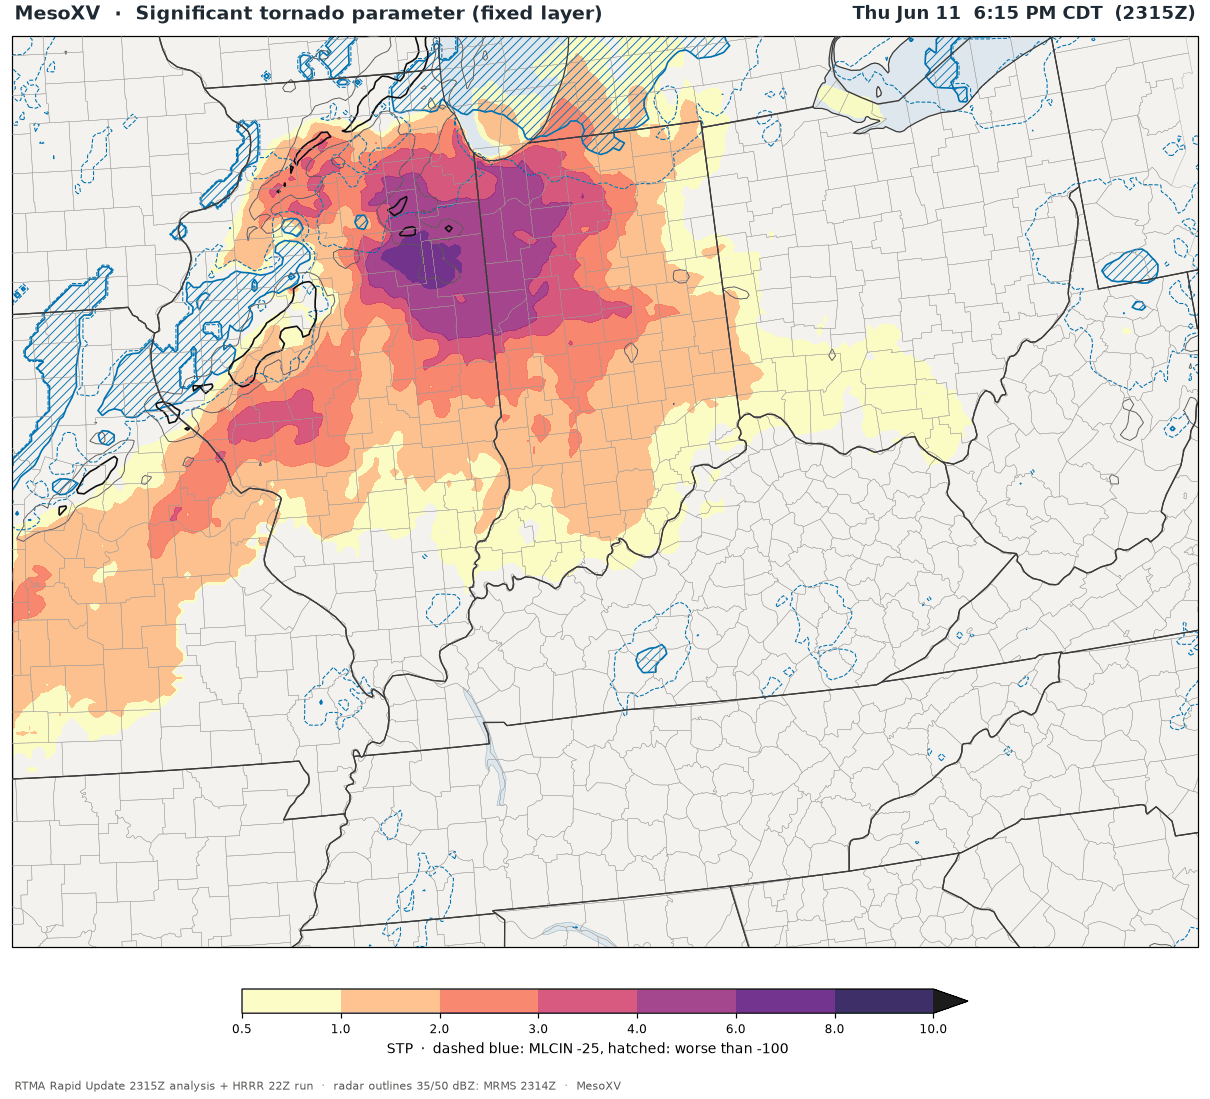 MesoXV · Significant tornado parameter (fixed layer)
Thu Jun 11 6:15 PM CDT (2315Z)
0.5 1.0 2.0 3.0 4.0 6.0 8.0 10.0
STP · dashed blue: MLCIN -25, hatched: worse than -100
RTMA Rapid Update 2315Z analysis + HRRR 22Z run · radar outlines 35/50 dBZ: MRMS 2314Z · MesoXV